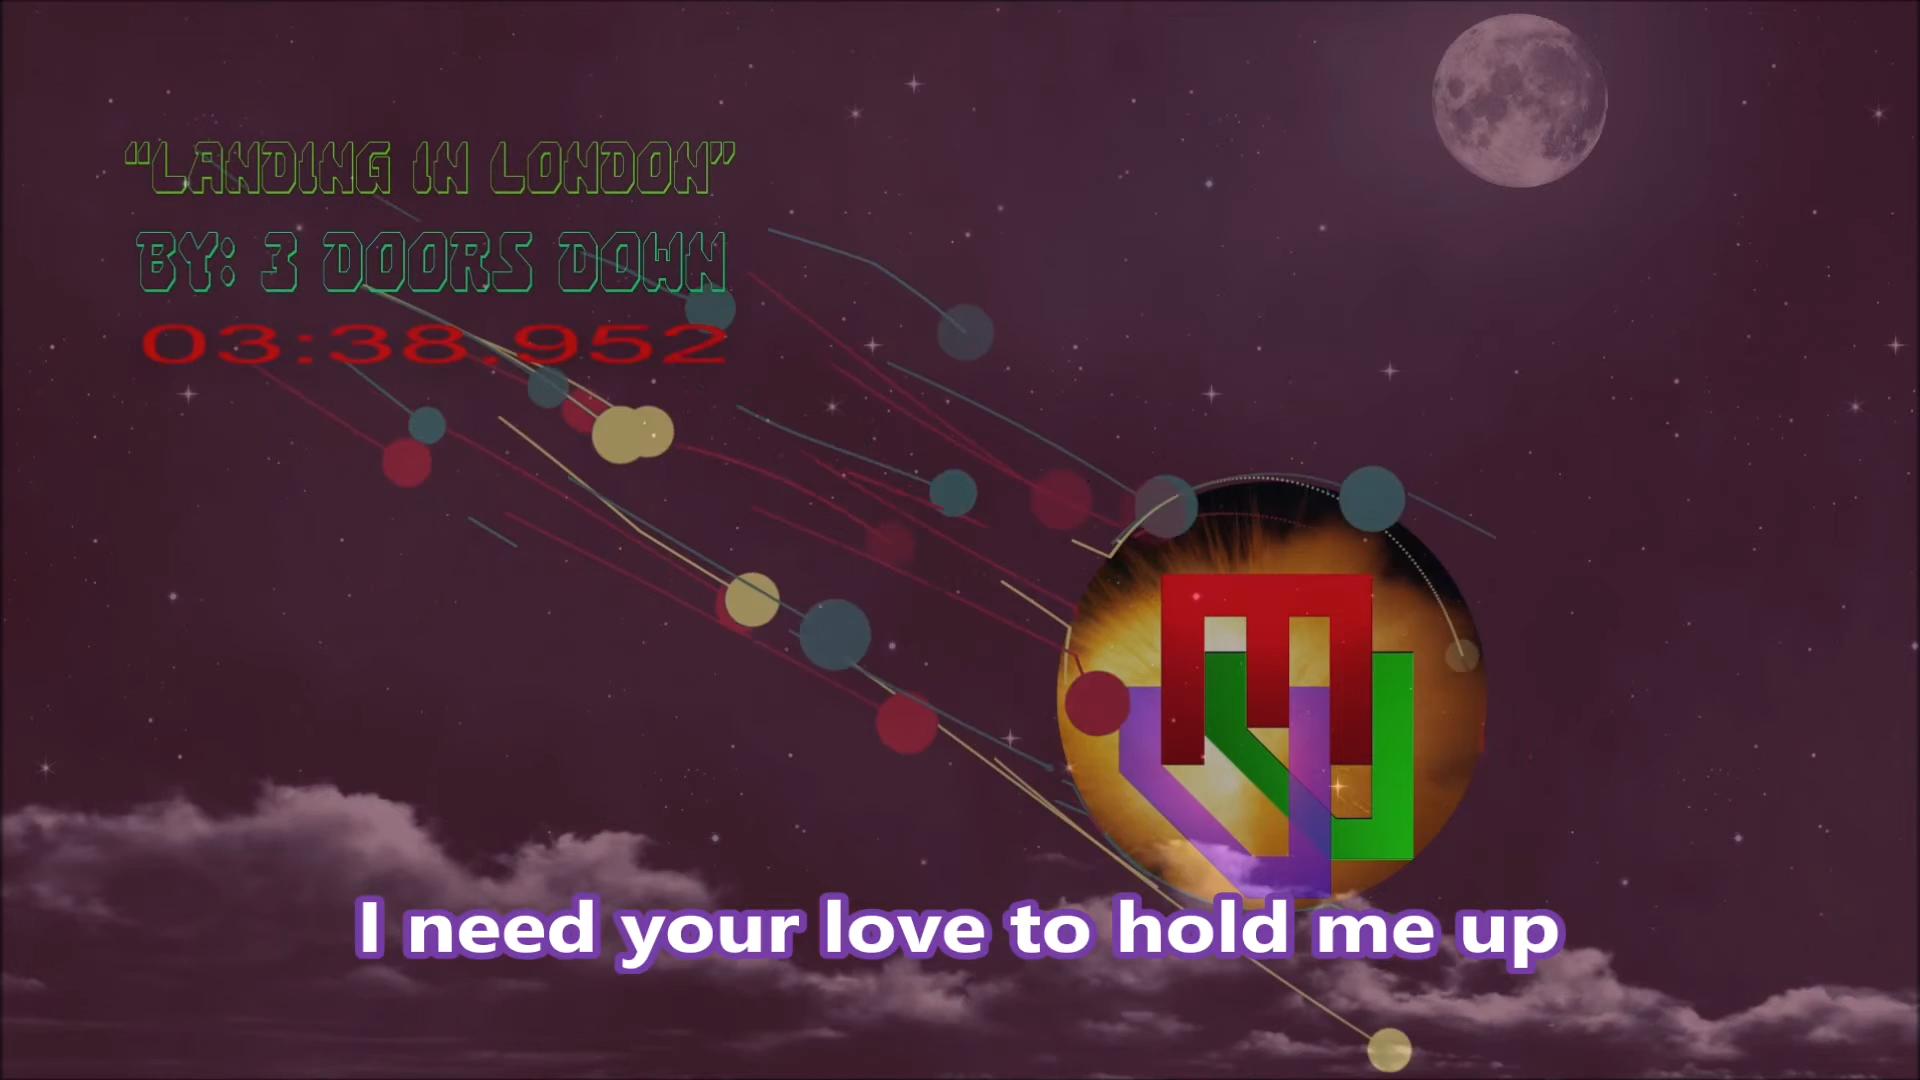 “LANDING IN LONDON”
BY: 3 DOORS DOWN
03:38.952
I need your love to hold me up